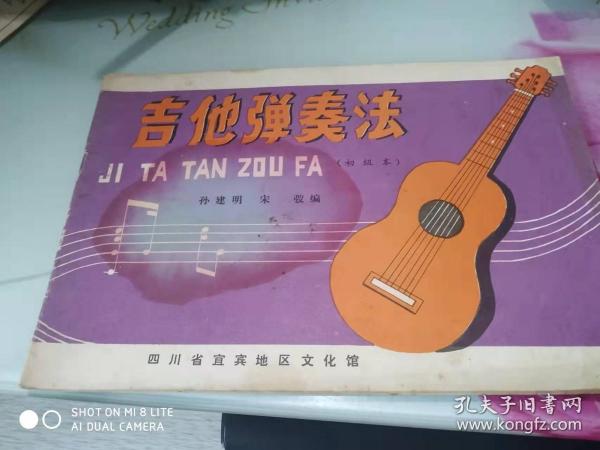 Wedding
吉他弹奏法
JI TA TAN ZOU FA
(初级本)
孙建明 宋 弢编
四川省宜宾地区文化馆
SHOT ON MI 8 LITE
AI DUAL CAMERA
孔夫子旧书网
www.kongfz.com